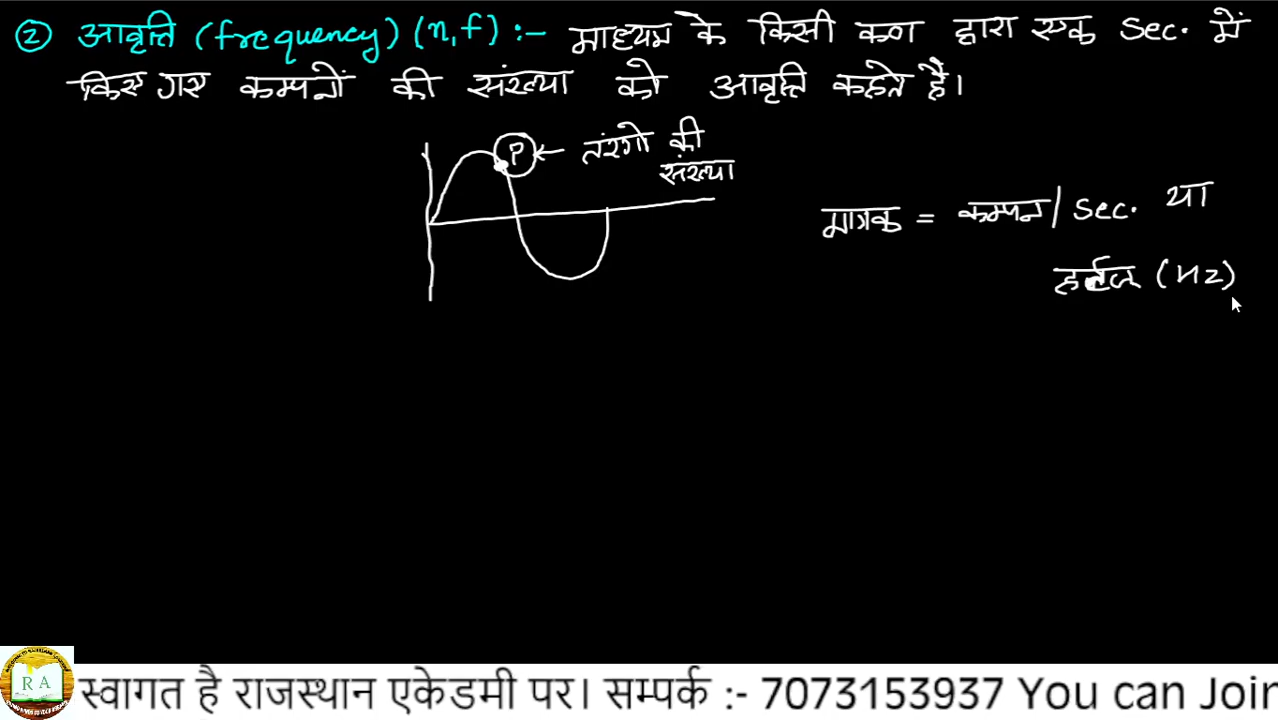 ② आवृत्ति (frequency) (n,f) :- माध्यम के किसी कण द्वारा एक Sec. में
किए गए कम्पनों की संख्या को आवृत्ति कहते है।
P ← तरंगो की
संख्या
मात्रक = कम्पन/Sec. या
हर्टज (Hz)
RA
स्वागत है राजस्थान एकेडमी पर। सम्पर्क :- 7073153937 You can Join